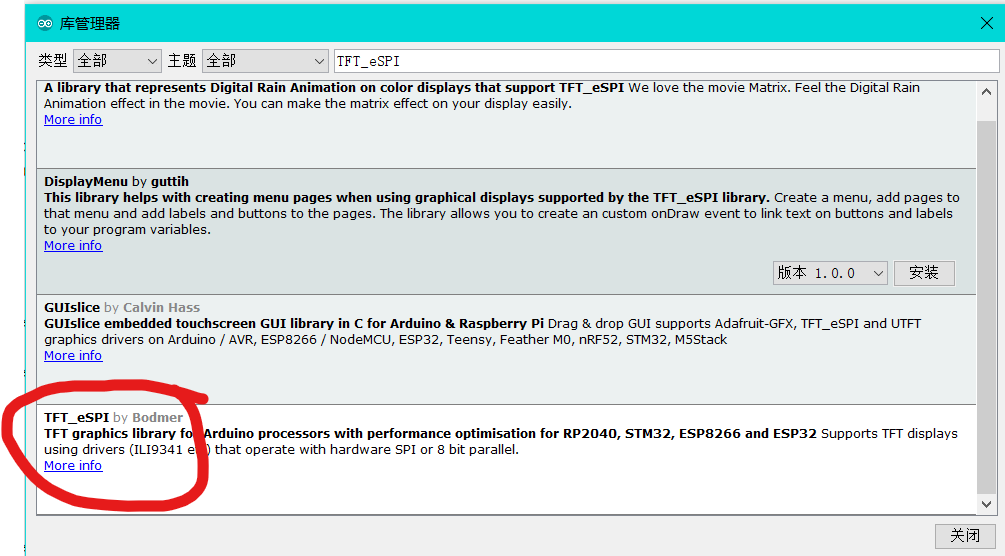 库管理器
类型 全部 主题 全部 TFT_eSPI
A library that represents Digital Rain Animation on color displays that support TFT_eSPI We love the movie Matrix. Feel the Digital Rain
Animation effect in the movie. You can make the matrix effect on your display easily.
More info
DisplayMenu by guttih
This library helps with creating menu pages when using graphical displays supported by the TFT_eSPI library. Create a menu, add pages to
that menu and add labels and buttons to the pages. The library allows you to create an custom onDraw event to link text on buttons and labels
to your program variables.
More info
版本 1.0.0 安装
GUIslice by Calvin Hass
GUIslice embedded touchscreen GUI library in C for Arduino & Raspberry Pi Drag & drop GUI supports Adafruit-GFX, TFT_eSPI and UTFT
graphics drivers on Arduino / AVR, ESP8266 / NodeMCU, ESP32, Teensy, Feather M0, nRF52, STM32, M5Stack
More info
TFT_eSPI by Bodmer
TFT graphics library for Arduino processors with performance optimisation for RP2040, STM32, ESP8266 and ESP32 Supports TFT displays
using drivers (ILI9341 etc) that operate with hardware SPI or 8 bit parallel.
More info
关闭